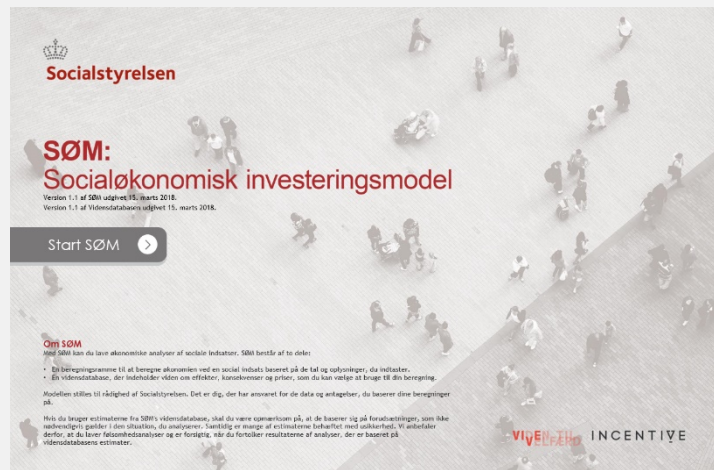 Socialstyrelsen
SØM:
Socialøkonomisk investeringsmodel
Version 1.1 af SØM udgivet 15. marts 2018.
Version 1.1 af Vidensdatabasen udgivet 15. marts 2018.
Start SØM
Om SØM
Med SØM kan du lave økonomiske analyser af sociale indsatser. SØM består af to dele:
• En beregningsramme til at beregne økonomien ved en social indsats baseret på de tal og oplysninger, du indtaster.
• En vidensdatabase, der indeholder viden om effekter, konsekvenser og priser, som du kan vælge at bruge til din beregning.
Modellen stilles til rådighed af Socialstyrelsen. Det er dig, der har ansvaret for de data og antagelser, du baserer dine beregninger
på.
Hvis du bruger estimaterne fra SØM's vidensdatabase, skal du være opmærksom på, at de baserer sig på forudsætninger, som ikke
nødvendigvis gælder i den situation, du analyserer. Samtidig er mange af estimaterne behæftet med usikkerhed. Vi anbefaler
derfor, at du laver følsomhedsanalyser og er forsigtig, når du fortolker resultaterne af analyser, der er baseret på
vidensdatabasens estimater.
VIVE
VIDEN TIL
VELFÆRD
INCENTIVE